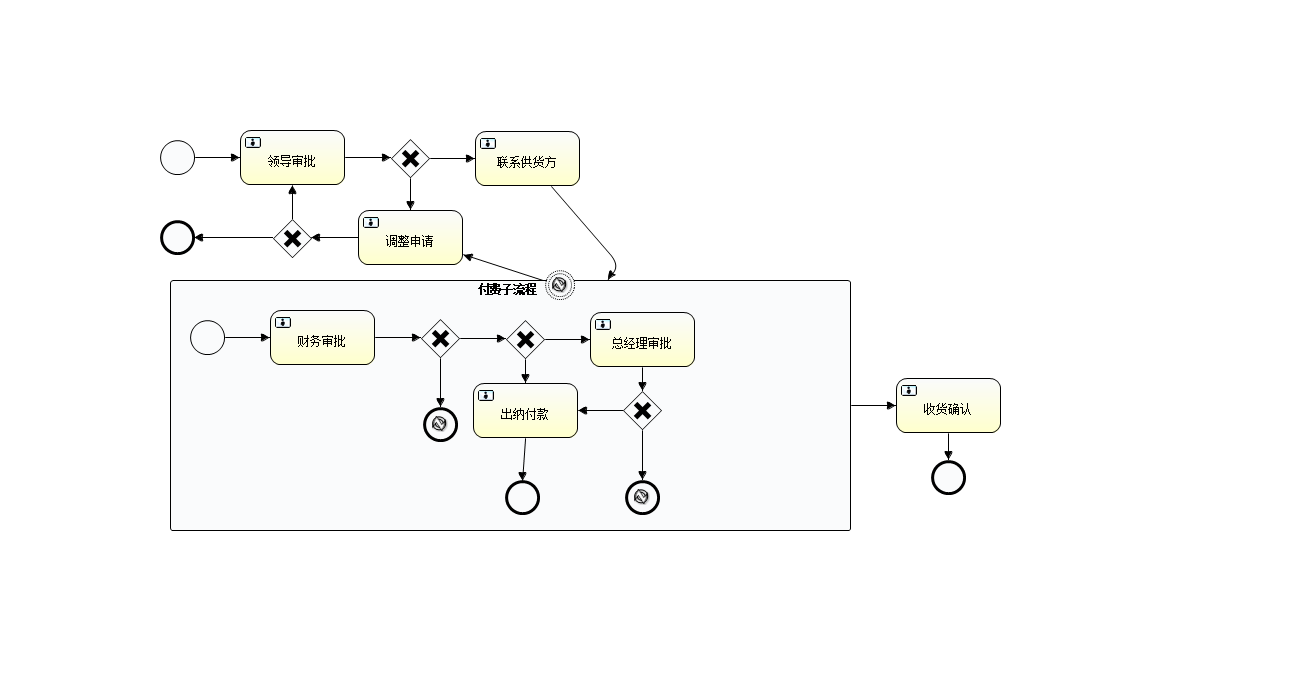 领导审批
联系供货方
调整申请
付费子流程
财务审批
总经理审批
出纳付款
收货确认